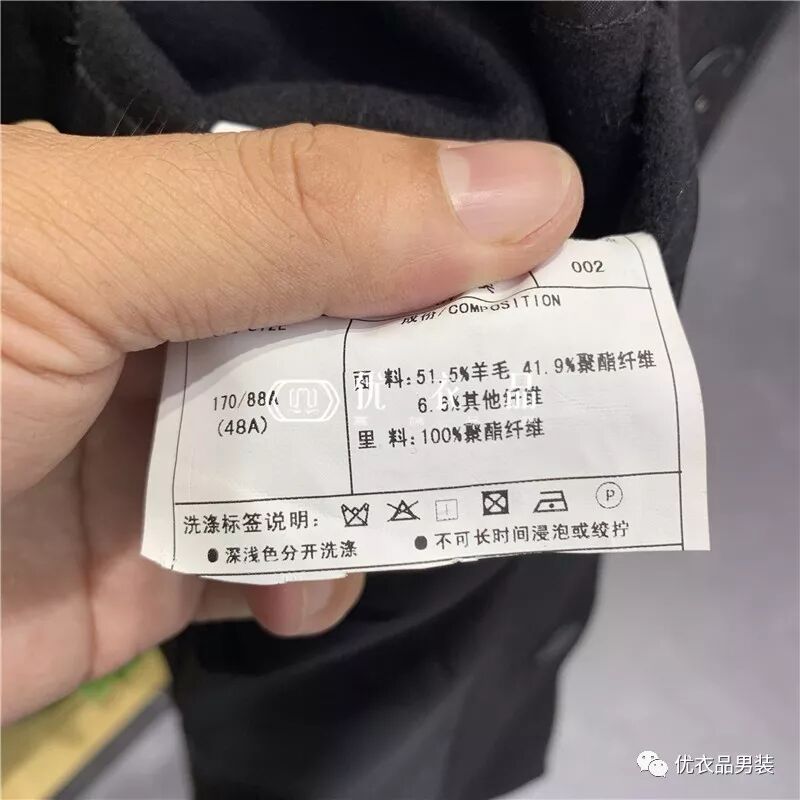 002
成份/COMPOSITION
170/88A
(48A)
面 料: 51.5%羊毛 41.9%聚酯纤维
6.6%其他纤维
里 料: 100%聚酯纤维
优衣品
洗涤标签说明:
P
●深浅色分开洗涤
●不可长时间浸泡或绞拧
优衣品男装